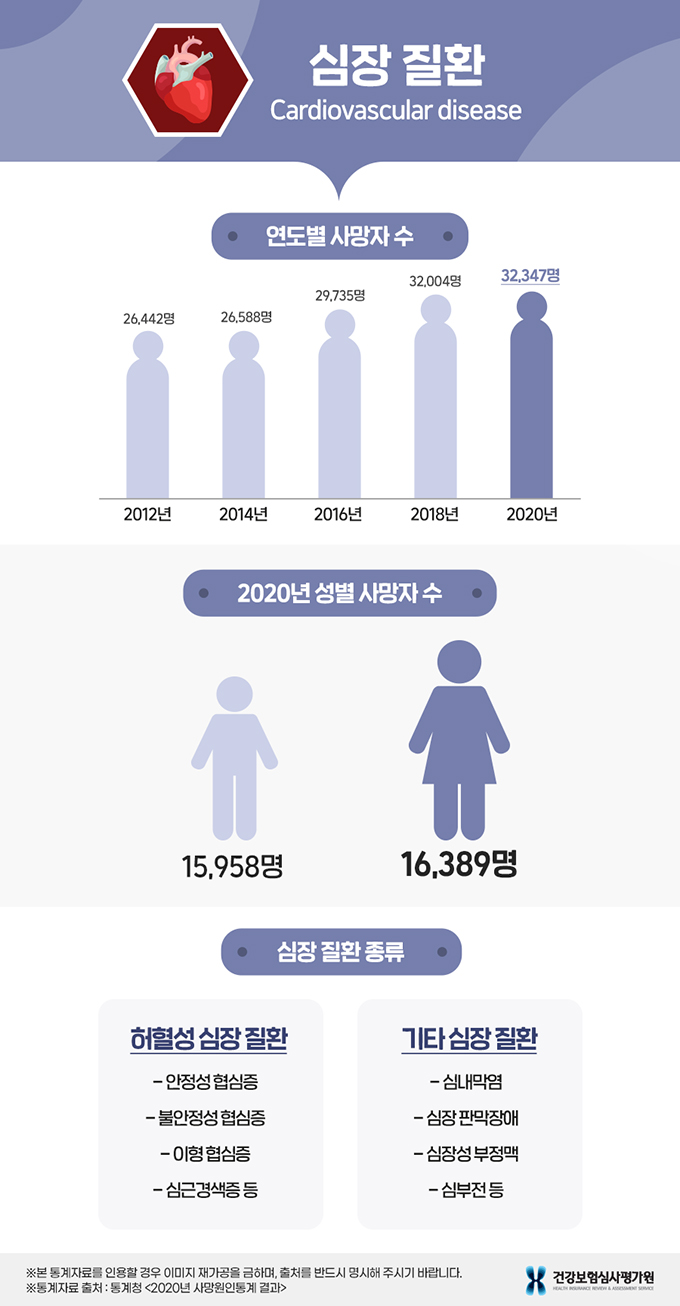 심장 질환
Cardiovascular disease
연도별 사망자 수
26,442명
26,588명
29,735명
32,004명
32,347명
2012년
2014년
2016년
2018년
2020년
2020년 성별 사망자 수
15,958명
16,389명
심장 질환 종류
허혈성 심장 질환
- 안정성 협심증
- 불안정성 협심증
- 이형 협심증
- 심근경색증 등
기타 심장 질환
- 심내막염
- 심장 판막장애
- 심장성 부정맥
- 심부전 등
※본 통계자료를 인용할 경우 이미지 재가공을 금하며, 출처를 반드시 명시해 주시기 바랍니다.
※통계자료 출처 : 통계청 <2020년 사망원인통계 결과>
건강보험심사평가원
HEALTH INSURANCE REVIEW & ASSESSMENT SERVICE